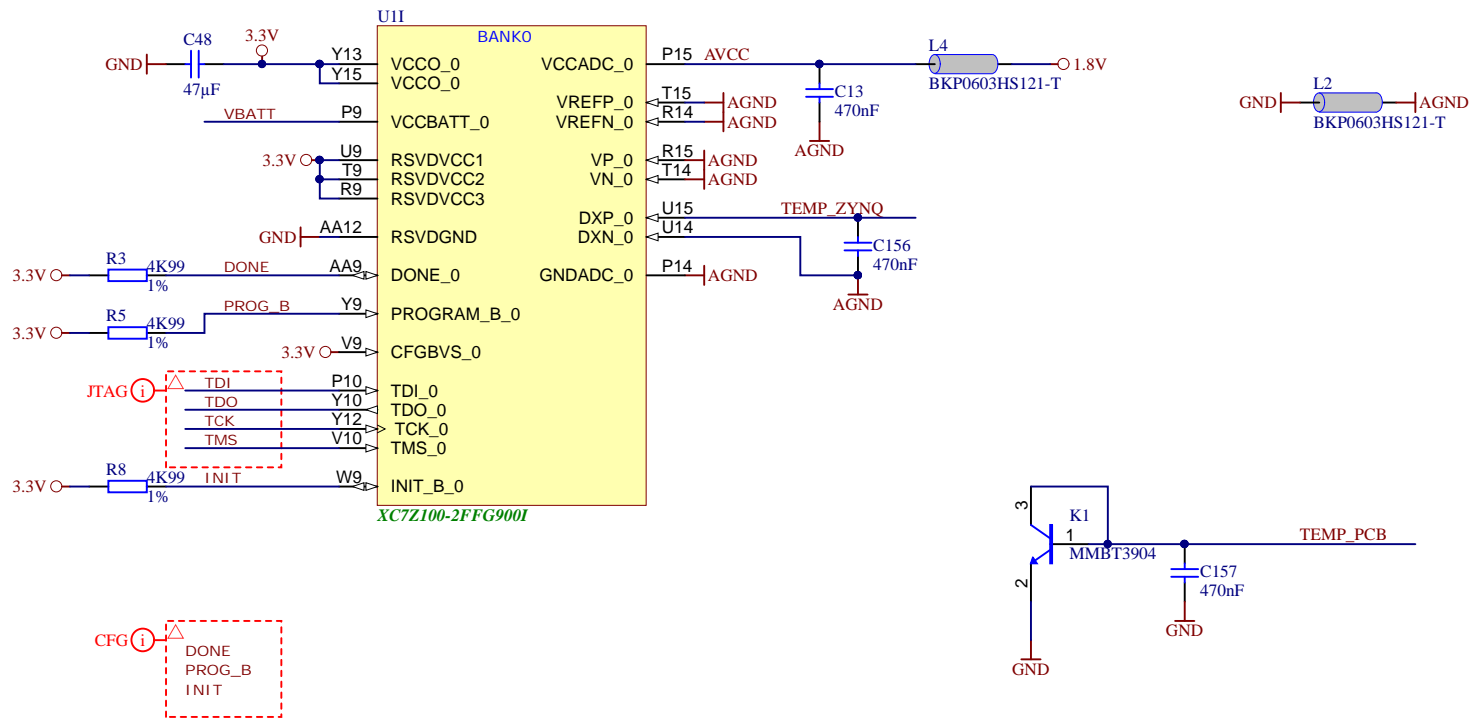 U1I
BANK0
C48
3.3V
GND
47µF
Y13
VCCO_0
Y15
VCCO_0
VBATT
P9
VCCBATT_0
3.3V
U9
RSVDVCC1
T9
RSVDVCC2
R9
RSVDVCC3
GND
AA12
RSVDGND
3.3V
R3
4K99
1%
DONE
AA9
DONE_0
3.3V
R5
4K99
1%
PROG_B
Y9
PROGRAM_B_0
3.3V
V9
CFGBVS_0
JTAG
i
TDI
P10
TDI_0
TDO
Y10
TDO_0
TCK
Y12
TCK_0
TMS
V10
TMS_0
3.3V
R8
4K99
1%
INIT
W9
INIT_B_0
XC7Z100-2FFG900I
VCCADC_0
P15
AVCC
L4
BKP0603HS121-T
1.8V
C13
470nF
AGND
VREFP_0
T15
AGND
VREFN_0
R14
AGND
VP_0
R15
AGND
VN_0
T14
AGND
DXP_0
U15
TEMP_ZYNQ
DXN_0
U14
C156
470nF
AGND
GNDADC_0
P14
AGND
GND
L2
AGND
BKP0603HS121-T
3
K1
1
MMBT3904
2
GND
TEMP_PCB
C157
470nF
GND
CFG
i
DONE
PROG_B
INIT